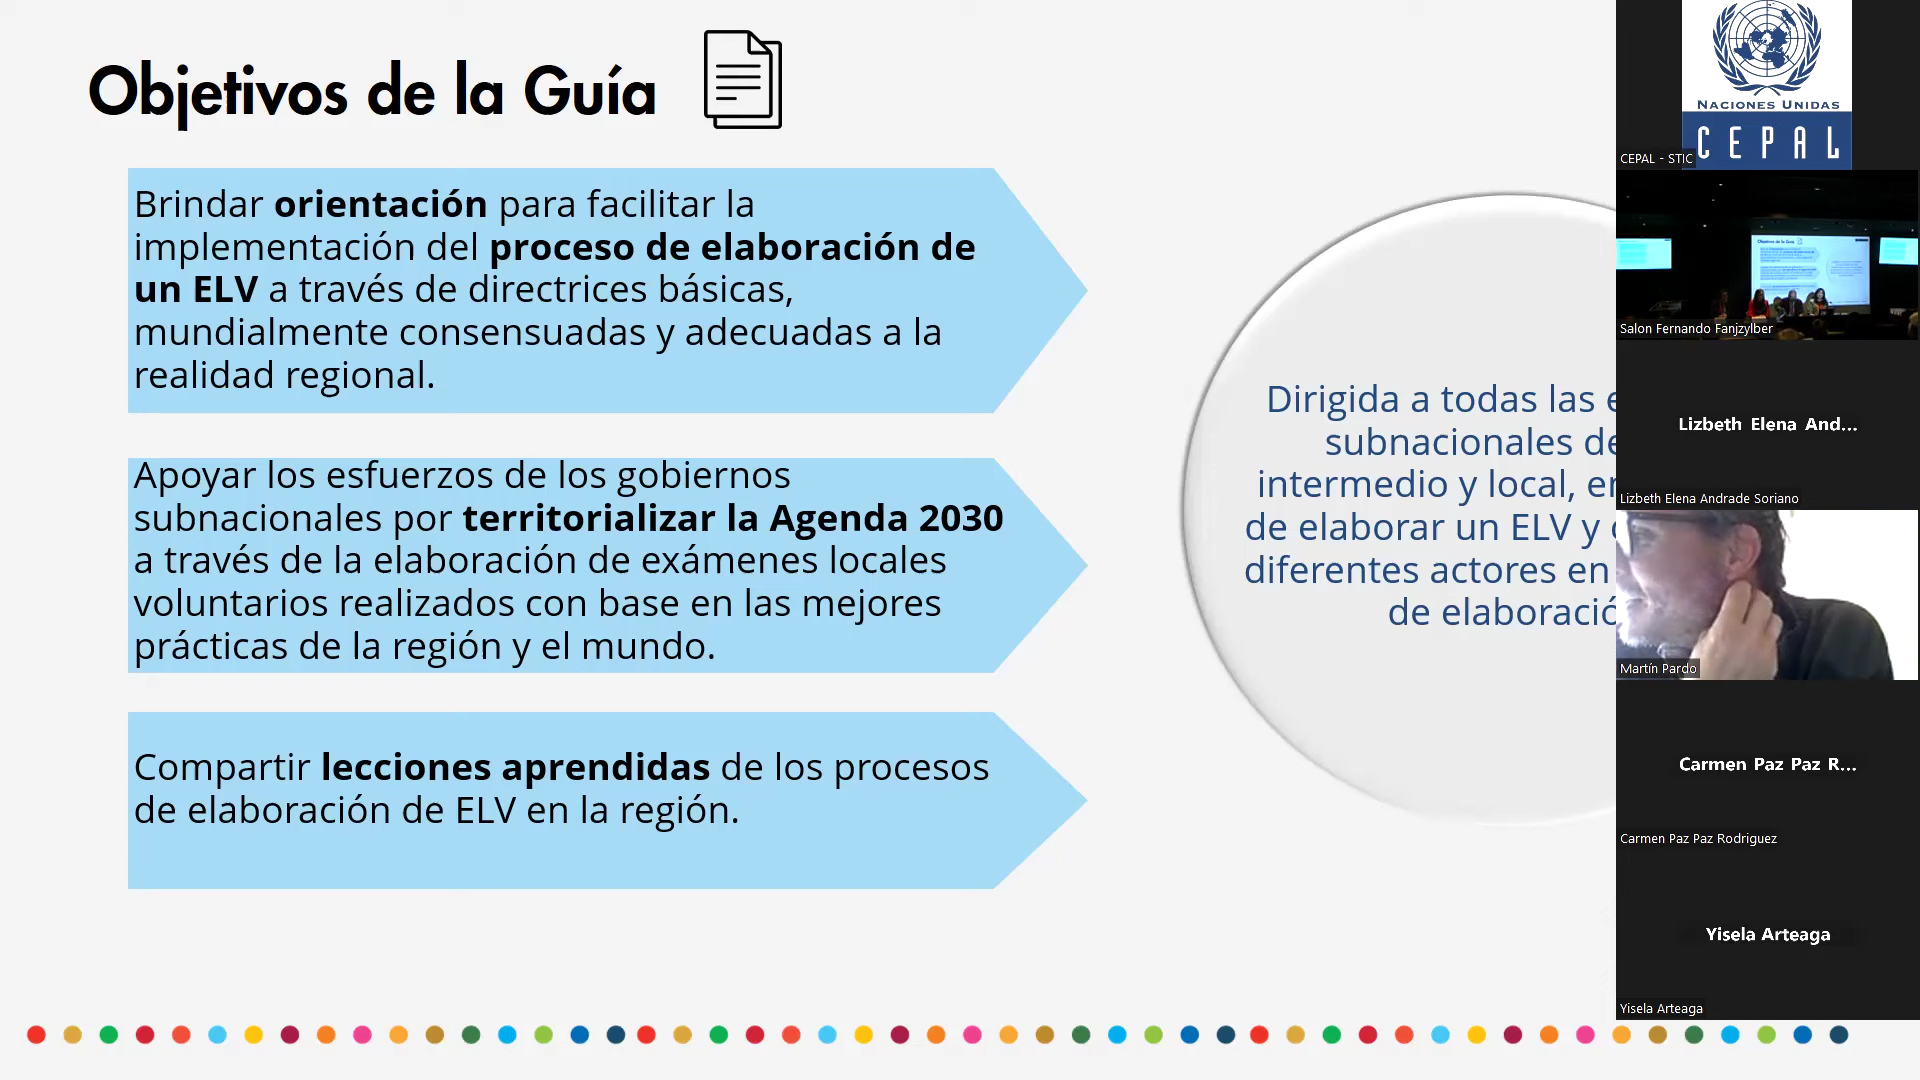 Objetivos de la Guía
Brindar orientación para facilitar la
implementación del proceso de elaboración de
un ELV a través de directrices básicas,
mundialmente consensuadas y adecuadas a la
realidad regional.
Apoyar los esfuerzos de los gobiernos
subnacionales por territorializar la Agenda 2030
a través de la elaboración de exámenes locales
voluntarios realizados con base en las mejores
prácticas de la región y el mundo.
Compartir lecciones aprendidas de los procesos
de elaboración de ELV en la región.
Dirigida a todas las
subnacionales
intermedio y local,
de elaborar un ELV y
diferentes actores en
de
NACIONES UNIDAS
CEPAL
CEPAL - STIC
Objetivos de la Guía
Salon Fernando Fanjzylber
Lizbeth Elena And...
Lizbeth Elena Andrade Soriano
Martín Pardo
Carmen Paz Paz R...
Carmen Paz Paz Rodriguez
Yisela Arteaga
Yisela Arteaga